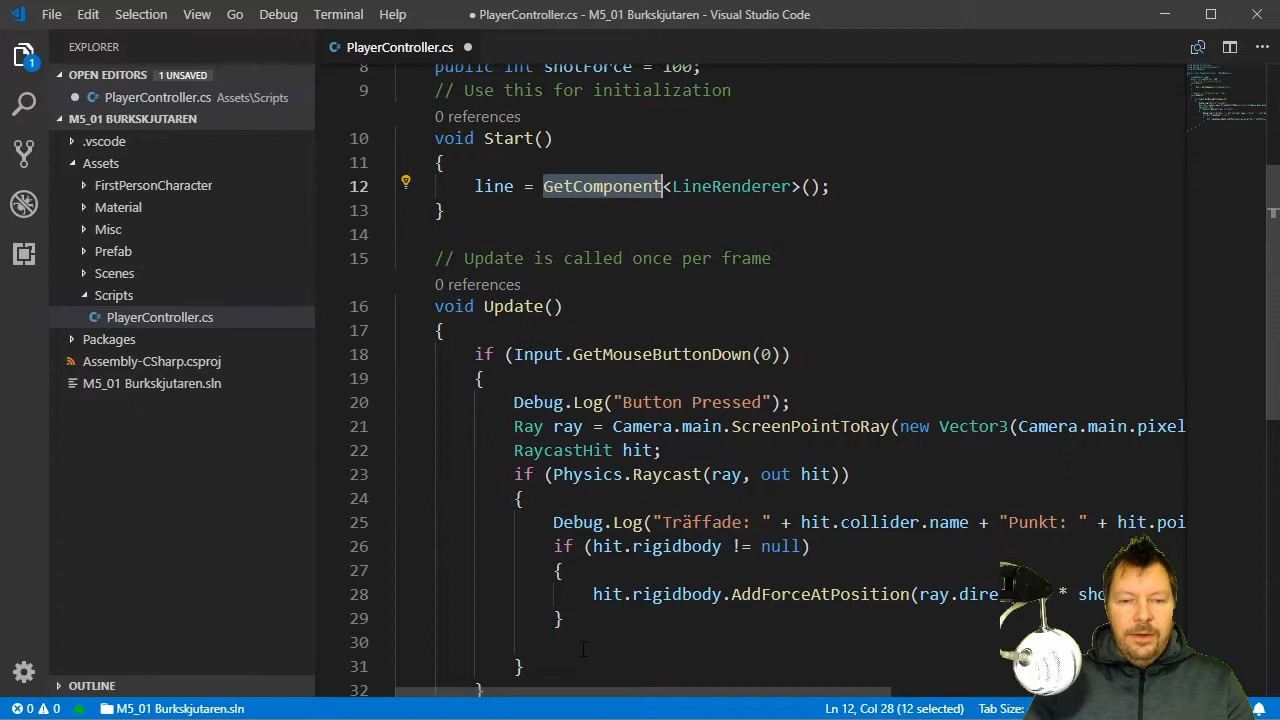 File Edit Selection View Go Debug Terminal Help
● PlayerController.cs - M5_01 Burkskjutaren - Visual Studio Code
EXPLORER
OPEN EDITORS 1 UNSAVED
PlayerController.cs Assets\Scripts
M5_01 BURKSKJUTAREN
.vscode
Assets
FirstPersonCharacter
Material
Misc
Prefab
Scenes
Scripts
PlayerController.cs
Packages
Assembly-CSharp.csproj
M5_01 Burkskjutaren.sln
OUTLINE
1
PlayerController.cs
8 public int shotForce = 100;
9 // Use this for initialization
0 references
10 void Start()
11 {
12 line = GetComponent<LineRenderer>();
13 }
14
15 // Update is called once per frame
0 references
16 void Update()
17 {
18 if (Input.GetMouseButtonDown(0))
19 {
20 Debug.Log("Button Pressed");
21 Ray ray = Camera.main.ScreenPointToRay(new Vector3(Camera.main.pixel
22 RaycastHit hit;
23 if (Physics.Raycast(ray, out hit))
24 {
25 Debug.Log("Träffade: " + hit.collider.name + "Punkt: " + hit.poi
26 if (hit.rigidbody != null)
27 {
28 hit.rigidbody.AddForceAtPosition(ray.dire * sho
29 }
30
31 }
32 }
0 0 M5_01 Burkskjutaren.sln Ln 12, Col 28 (12 selected) Tab Size: